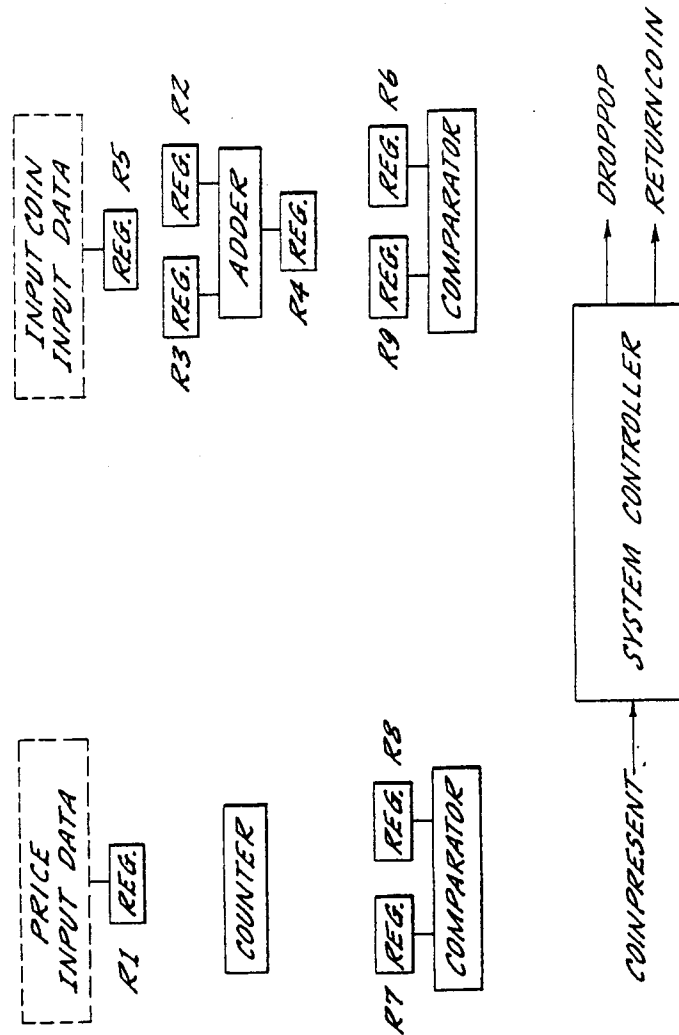 PRICE
INPUT DATA
INPUT COIN
INPUT DATA
R1
REG.
REG.
R5
COUNTER
R3
REG.
REG.
R2
ADDER
R4
REG.
R7
REG.
REG.
R8
COMPARATOR
R9
REG.
REG.
R6
COMPARATOR
COINPRESENT
SYSTEM CONTROLLER
DROPPOP
RETURNCOIN